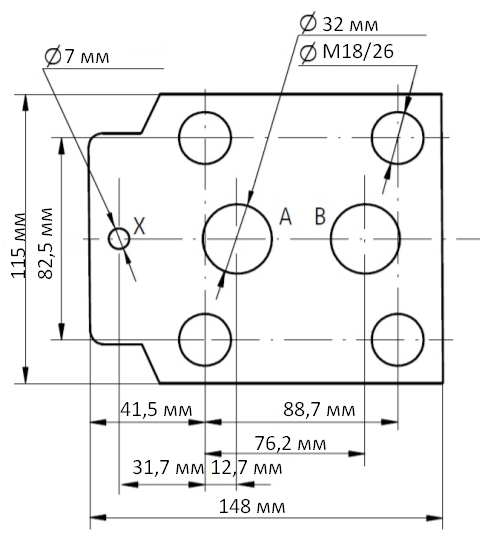 Ø 32 мм
Ø 7 мм
Ø M18/26
X
A
B
115 мм
82,5 мм
41,5 мм
88,7 мм
76,2 мм
31,7 мм
12,7 мм
148 мм